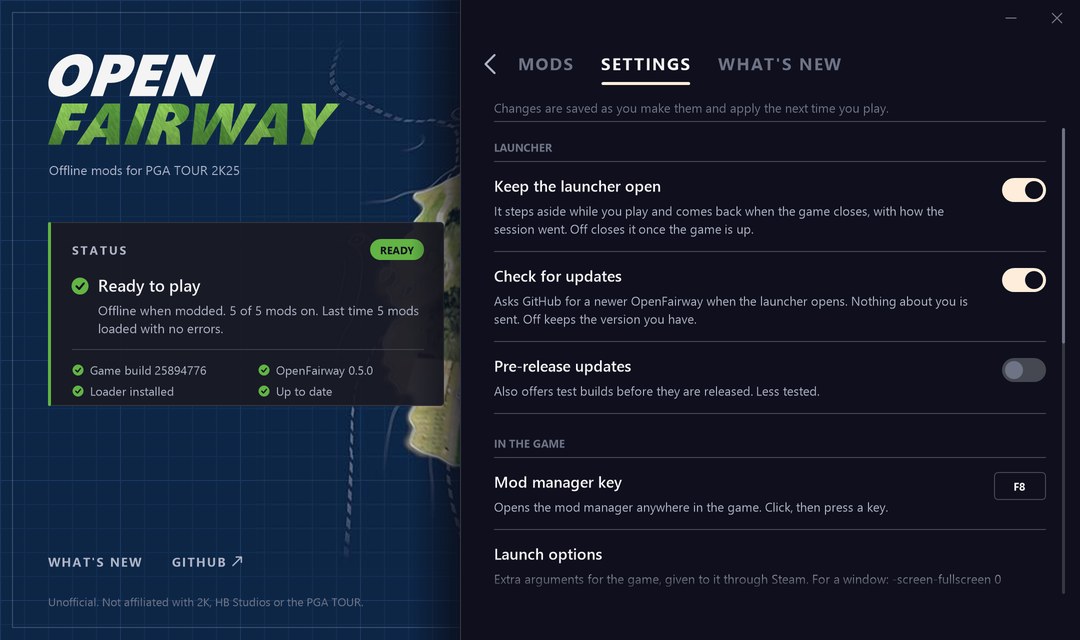 OPEN
FAIRWAY
Offline mods for PGA TOUR 2K25
STATUS
READY
Ready to play
Offline when modded. 5 of 5 mods on. Last time 5 mods
loaded with no errors.
Game build 25894776
OpenFairway 0.5.0
Loader installed
Up to date
WHAT'S NEW
GITHUB ↗
Unofficial. Not affiliated with 2K, HB Studios or the PGA TOUR.
MODS
SETTINGS
WHAT'S NEW
Changes are saved as you make them and apply the next time you play.
LAUNCHER
Keep the launcher open
It steps aside while you play and comes back when the game closes, with how the
session went. Off closes it once the game is up.
Check for updates
Asks GitHub for a newer OpenFairway when the launcher opens. Nothing about you is
sent. Off keeps the version you have.
Pre-release updates
Also offers test builds before they are released. Less tested.
IN THE GAME
Mod manager key
F8
Opens the mod manager anywhere in the game. Click, then press a key.
Launch options
Extra arguments for the game, given to it through Steam. For a window: -screen-fullscreen 0